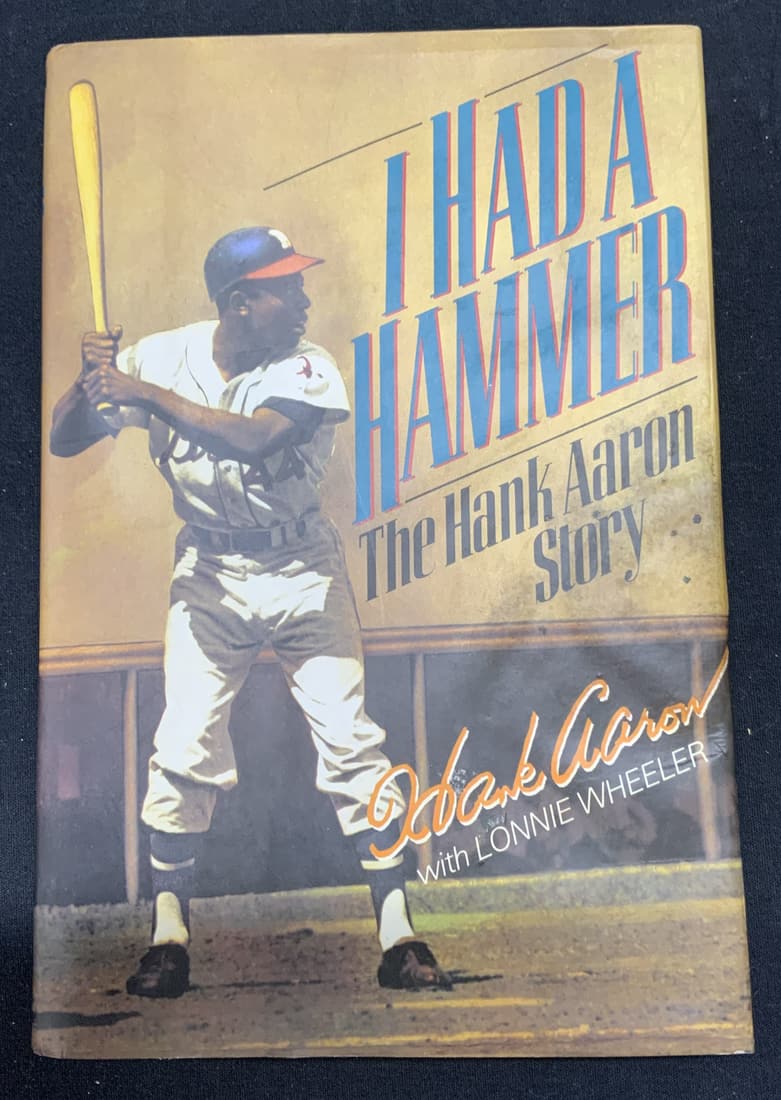 I HAD A
HAMMER
The Hank Aaron
Story
Hank Aaron
with LONNIE WHEELER